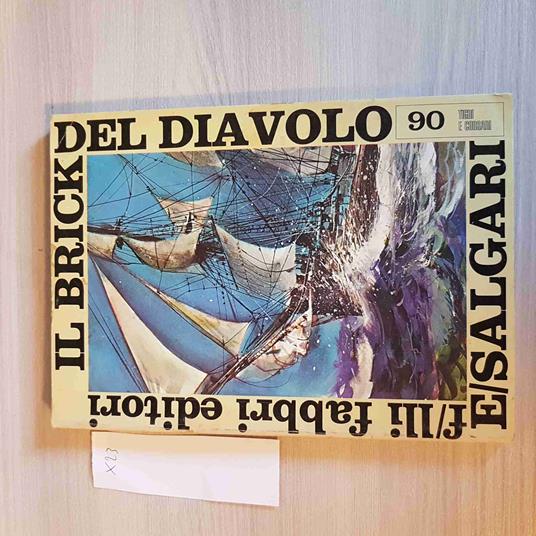 IL BRICK
DEL DIAVOLO
90
TIGRI
E CORSARI
E/SALGARI
f/lli fabbri editori
X23